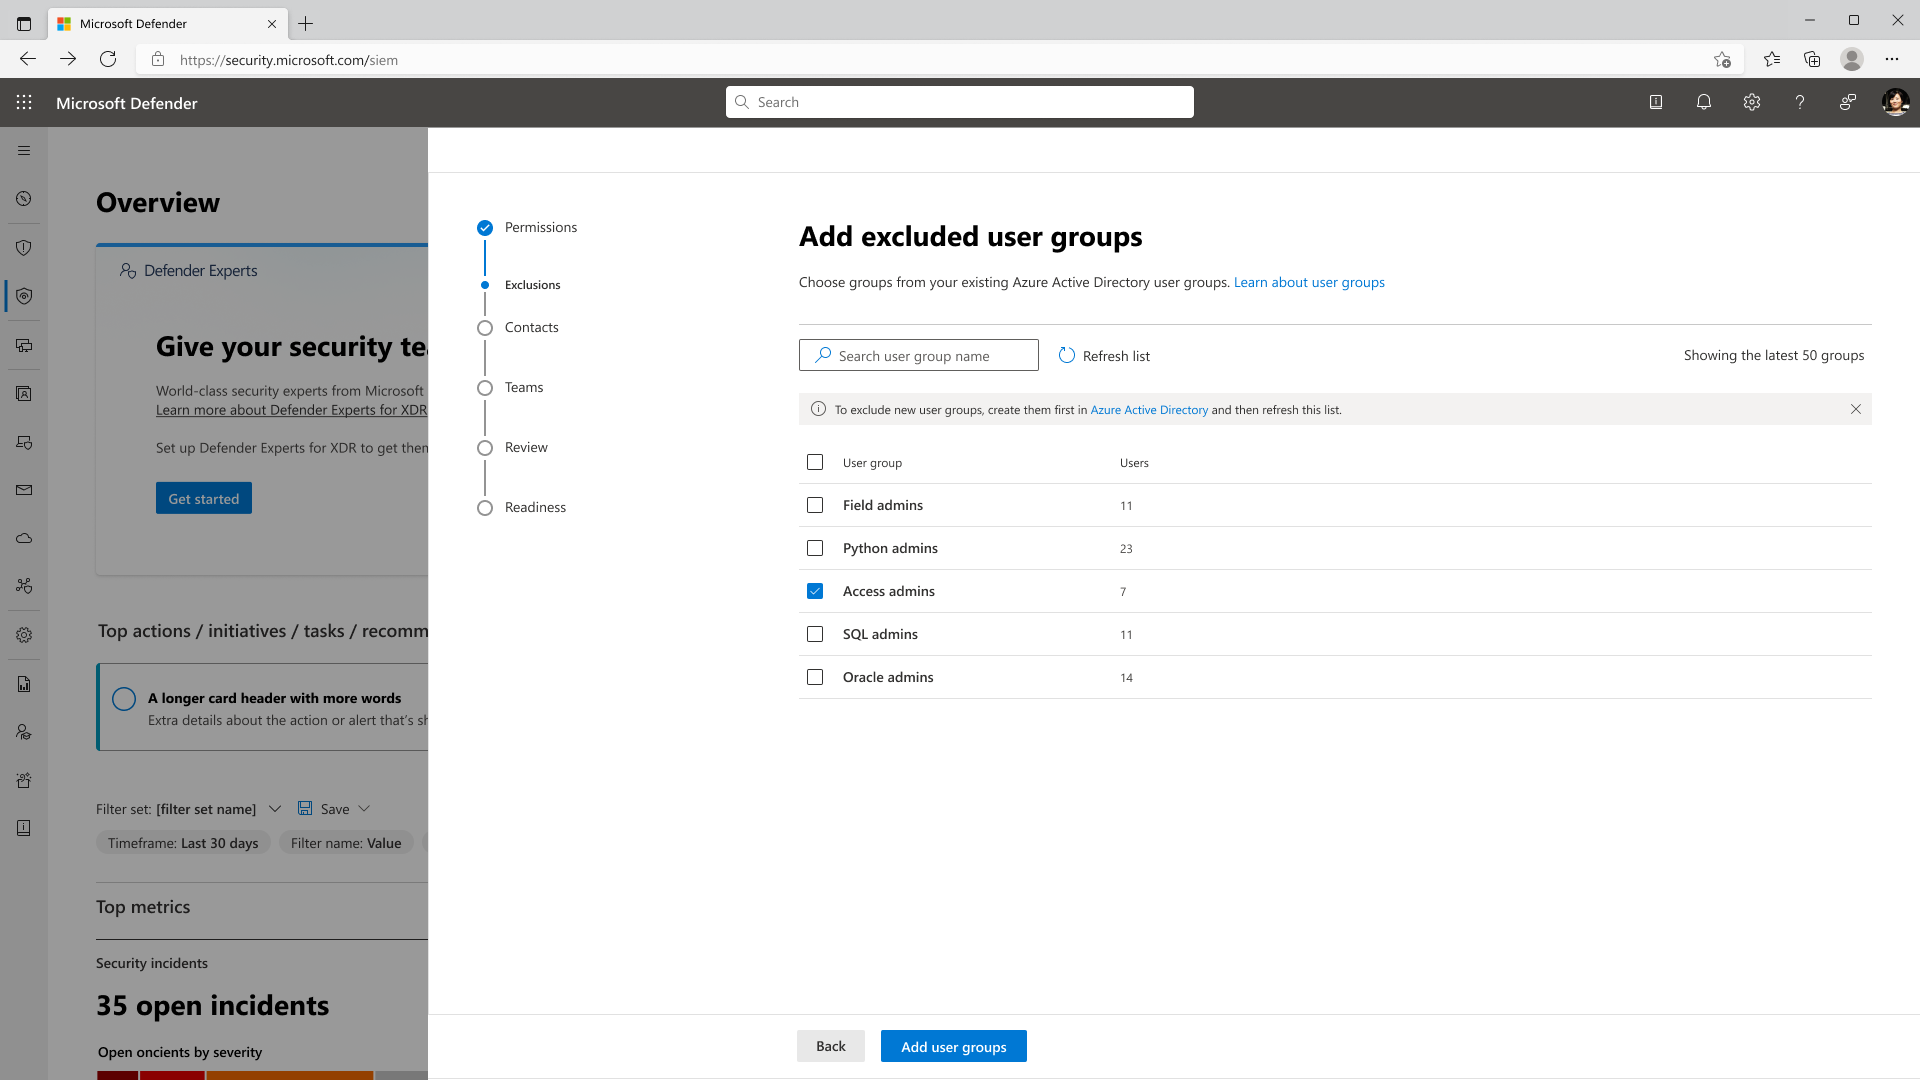 Microsoft Defender
https://security.microsoft.com/siem
Microsoft Defender
Search
Overview
Defender Experts
Give your security te
World-class security experts from Microsoft
Learn more about Defender Experts for XDR
Set up Defender Experts for XDR to get them
Get started
Top actions / initiatives / tasks / recomm
A longer card header with more words
Extra details about the action or alert that's sh
Filter set: [filter set name]
Save
Timeframe: Last 30 days
Filter name: Value
Top metrics
Security incidents
35 open incidents
Open oncients by severity
Permissions
Exclusions
Contacts
Teams
Review
Readiness
Add excluded user groups
Choose groups from your existing Azure Active Directory user groups. Learn about user groups
Search user group name
Refresh list
Showing the latest 50 groups
To exclude new user groups, create them first in Azure Active Directory and then refresh this list.
User group Users
Field admins 11
Python admins 23
Access admins 7
SQL admins 11
Oracle admins 14
Back
Add user groups